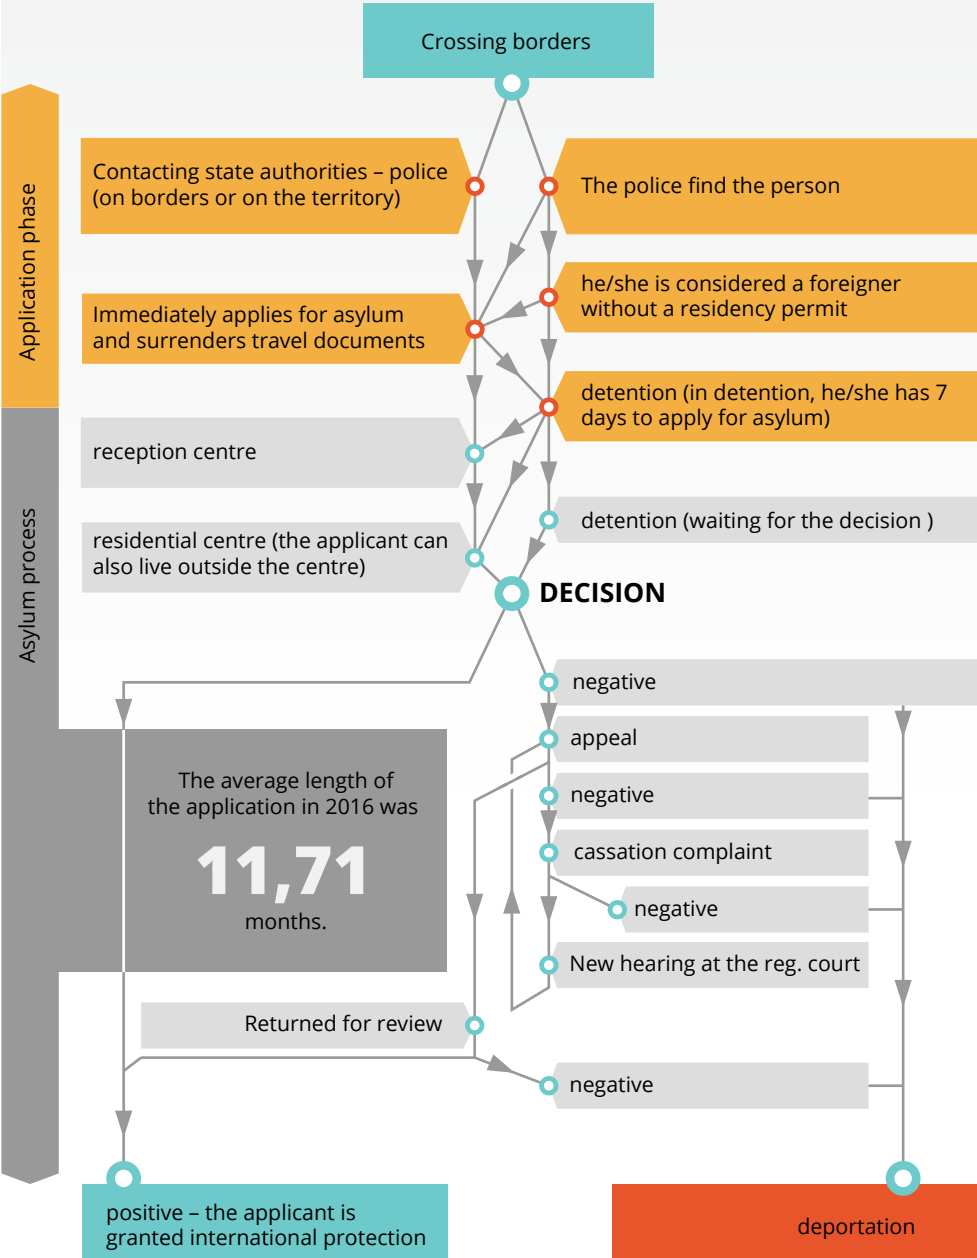 Crossing borders
Application phase
Contacting state authorities – police
(on borders or on the territory)
The police find the person
he/she is considered a foreigner
without a residency permit
Immediately applies for asylum
and surrenders travel documents
detention (in detention, he/she has 7
days to apply for asylum)
Asylum process
reception centre
detention (waiting for the decision )
residential centre (the applicant can
also live outside the centre)
DECISION
negative
appeal
The average length of
the application in 2016 was
11,71
months.
negative
cassation complaint
negative
New hearing at the reg. court
Returned for review
negative
positive – the applicant is
granted international protection
deportation